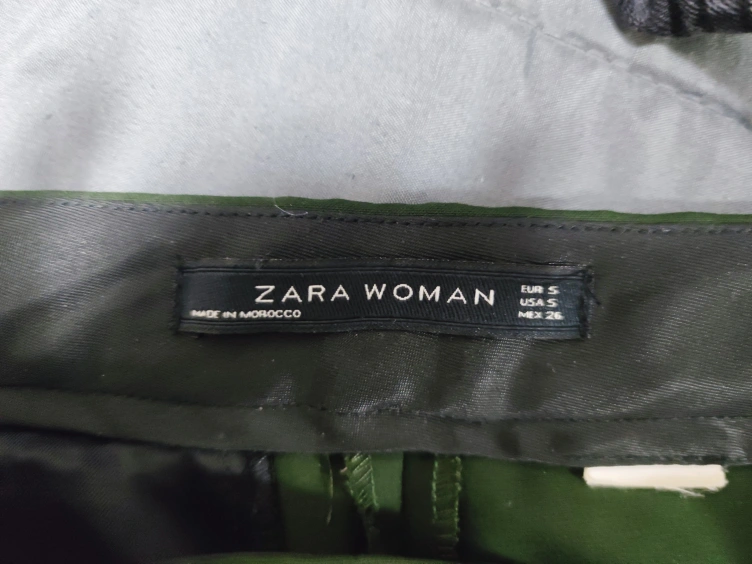 ZARA WOMAN
MADE IN MOROCCO
EUR S
USA S
MEX 26